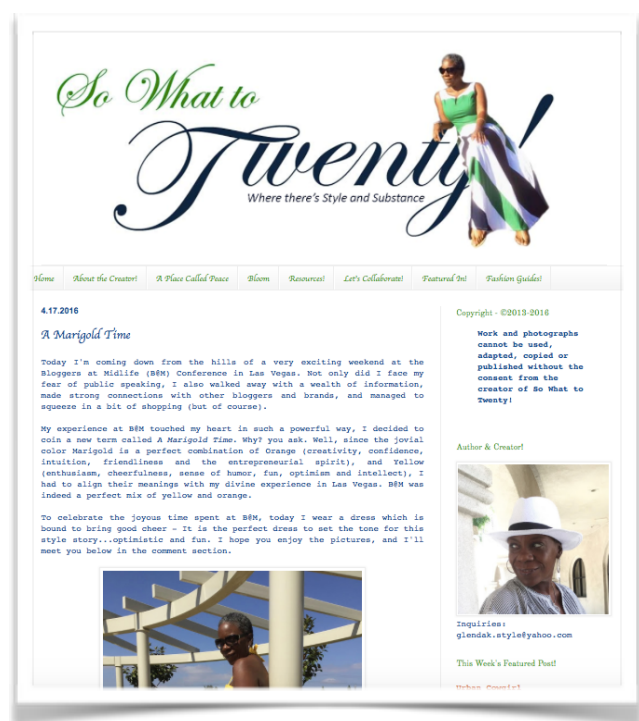 So What to
Twenty!
Where there's Style and Substance
Home About the Creator! A Place Called Peace Bloom Resources! Let's Collaborate! Featured In! Fashion Guides!
4.17.2016
A Marigold Time
Today I'm coming down from the hills of a very exciting weekend at the
Bloggers at Midlife (B@M) Conference in Las Vegas. Not only did I face my
fear of public speaking, I also walked away with a wealth of information,
made strong connections with other bloggers and brands, and managed to
squeeze in a bit of shopping (but of course).
My experience at B@M touched my heart in such a powerful way, I decided to
coin a new term called A Marigold Time. Why? you ask. Well, since the jovial
color Marigold is a perfect combination of Orange (creativity, confidence,
intuition, friendliness and the entrepreneurial spirit), and Yellow
(enthusiasm, cheerfulness, sense of humor, fun, optimism and intellect), I
had to align their meanings with my divine experience in Las Vegas. B@M was
indeed a perfect mix of yellow and orange.
To celebrate the joyous time spent at B@M, today I wear a dress which is
bound to bring good cheer - It is the perfect dress to set the tone for this
style story...optimistic and fun. I hope you enjoy the pictures, and I'll
meet you below in the comment section.
Copyright - ©2013-2016
Work and photographs
cannot be used,
adapted, copied or
published without the
consent from the
creator of So What to
Twenty!
Author & Creator!
Inquiries:
glendak.style@yahoo.com
This Week's Featured Post!
Urban Cowgirl